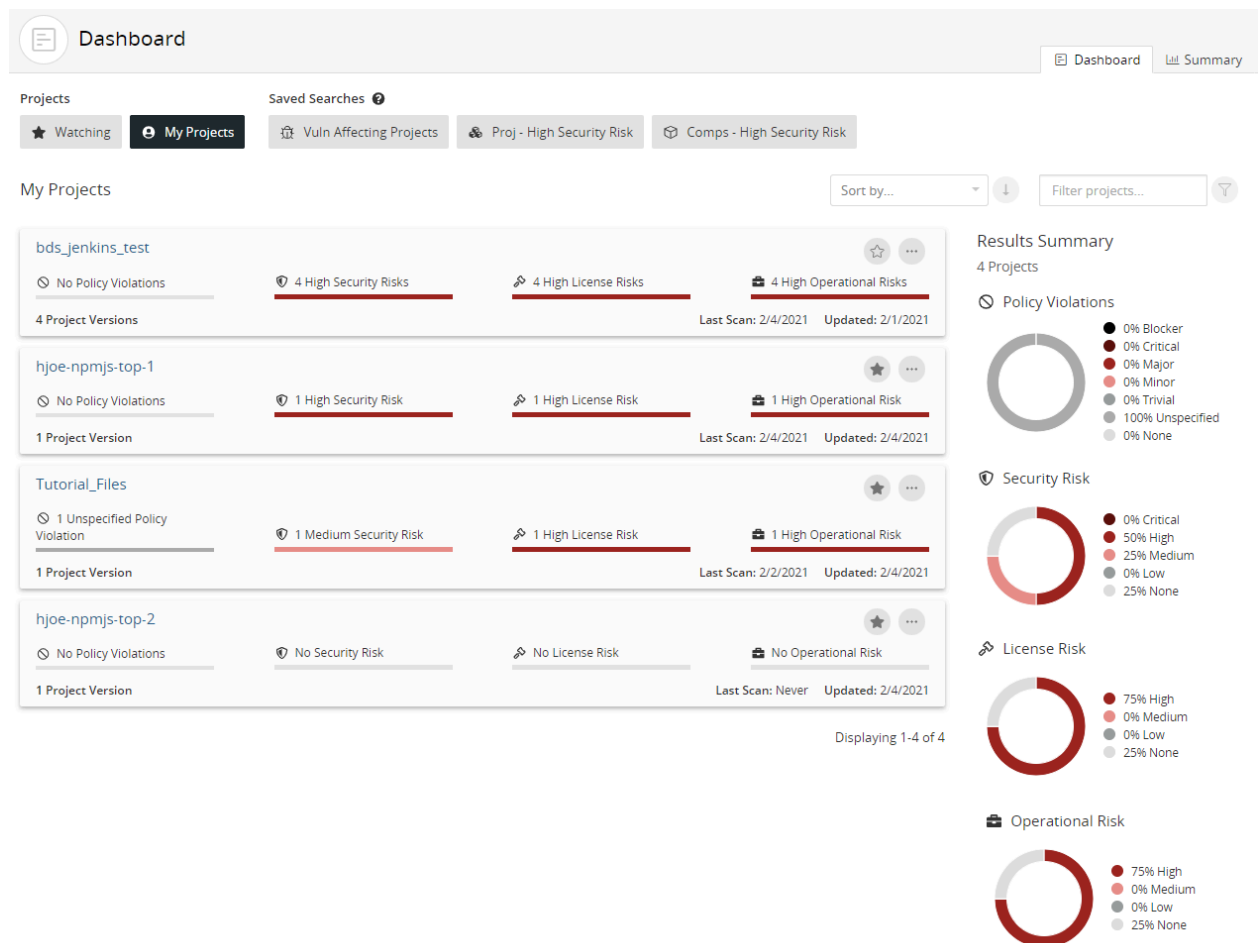 Dashboard
Dashboard Summary
Projects Saved Searches ?
Watching My Projects Vuln Affecting Projects Proj - High Security Risk Comps - High Security Risk
My Projects Sort by... Filter projects...
bds_jenkins_test
No Policy Violations 4 High Security Risks 4 High License Risks 4 High Operational Risks
4 Project Versions Last Scan: 2/4/2021 Updated: 2/1/2021
hjoe-npmjs-top-1
No Policy Violations 1 High Security Risk 1 High License Risk 1 High Operational Risk
1 Project Version Last Scan: 2/4/2021 Updated: 2/4/2021
Tutorial_Files
1 Unspecified Policy
Violation 1 Medium Security Risk 1 High License Risk 1 High Operational Risk
1 Project Version Last Scan: 2/2/2021 Updated: 2/4/2021
hjoe-npmjs-top-2
No Policy Violations No Security Risk No License Risk No Operational Risk
1 Project Version Last Scan: Never Updated: 2/4/2021
Displaying 1-4 of 4
Results Summary
4 Projects
Policy Violations
0% Blocker
0% Critical
0% Major
0% Minor
0% Trivial
100% Unspecified
0% None
Security Risk
0% Critical
50% High
25% Medium
0% Low
25% None
License Risk
75% High
0% Medium
0% Low
25% None
Operational Risk
75% High
0% Medium
0% Low
25% None